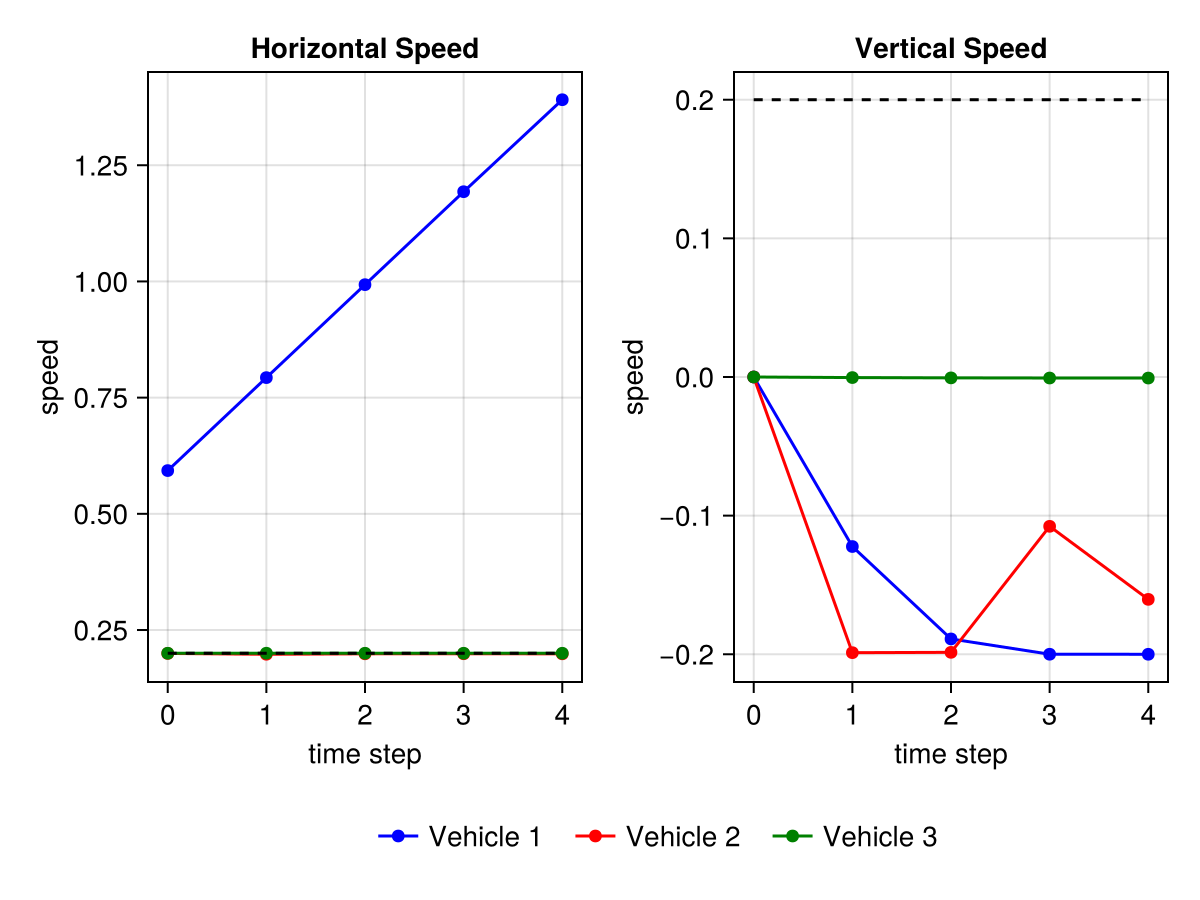 Horizontal Speed
Vertical Speed
speed
1.25
1.00
0.75
0.50
0.25
0
1
2
3
4
time step
speed
0.2
0.1
0.0
−0.1
−0.2
0
1
2
3
4
time step
Vehicle 1
Vehicle 2
Vehicle 3